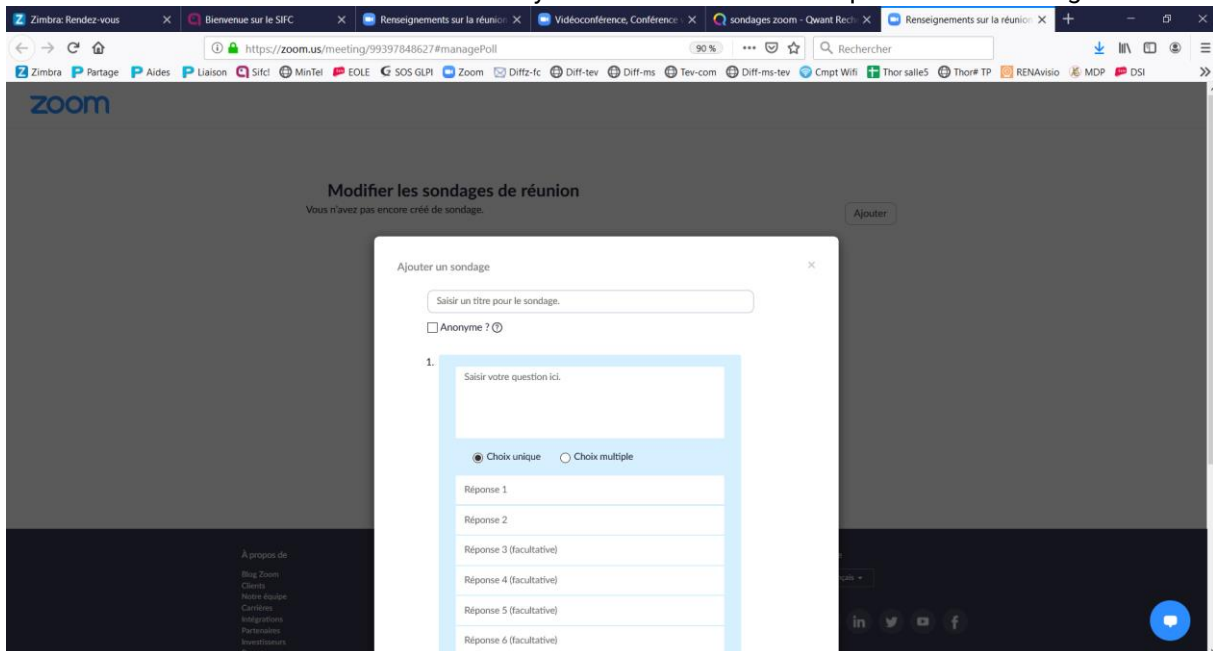 Zimbra: Rendez-vous Bienvenue sur le SIFC Renseignements sur la réunion Vidéoconférence, Conférence sondages zoom - Qwant Rech Renseignements sur la réunion
https://zoom.us/meeting/99397848627#managePoll 90 % Rechercher
Zimbra Partage Aides Liaison Sifcl MinTel EOLE SOS GLPI Zoom Diffz-fc Diff-tev Diff-ms Tev-com Diff-ms-tev Cmpt Wifi Thor salle5 Thor# TP RENAvisio MDP DSI
zoom
Modifier les sondages de réunion
Vous n'avez pas encore créé de sondage.
Ajouter
Ajouter un sondage
Saisir un titre pour le sondage.
Anonyme ?
1.
Saisir votre question ici.
Choix unique Choix multiple
Réponse 1
Réponse 2
Réponse 3 (facultative)
Réponse 4 (facultative)
Réponse 5 (facultative)
Réponse 6 (facultative)
À propos de
Blog Zoom
Clients
Notre équipe
Carrières
Intégrations
Partenaires
Investisseurs